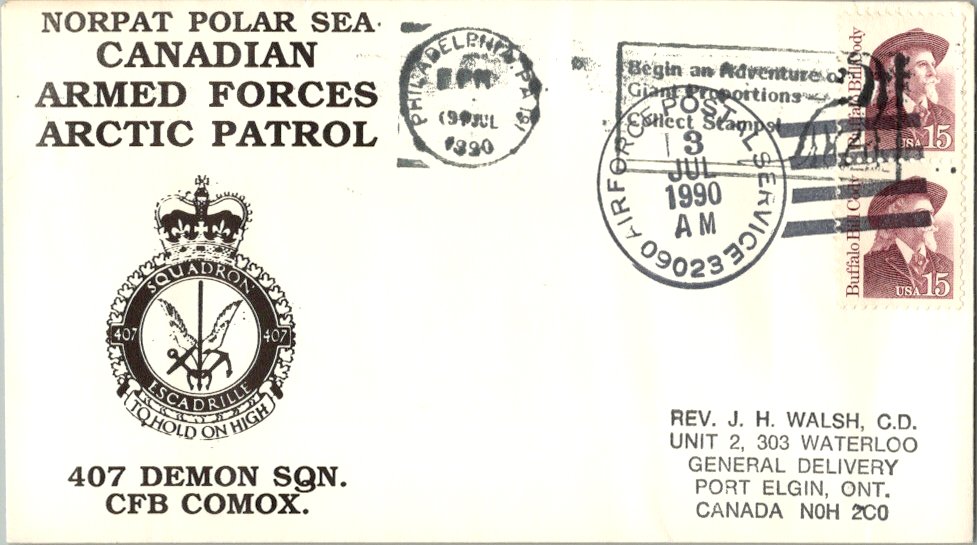 NORPAT POLAR SEA
CANADIAN
ARMED FORCES
ARCTIC PATROL
SQUADRON
407 407
ESCADRILLE
TO HOLD ON HIGH
407 DEMON SQN.
CFB COMOX.
PHILADELPHIA PA 191
PM
JUL
1990
Begin an Adventure of
Giant Proportions
Collect Stamps!
AIRFORCE POSTAL SERVICE 09023
3
JUL
1990
AM
Buffalo Bill Cody
USA 15
Buffalo Bill Cody
USA 15
REV. J. H. WALSH, C.D.
UNIT 2, 303 WATERLOO
GENERAL DELIVERY
PORT ELGIN, ONT.
CANADA N0H 2C0